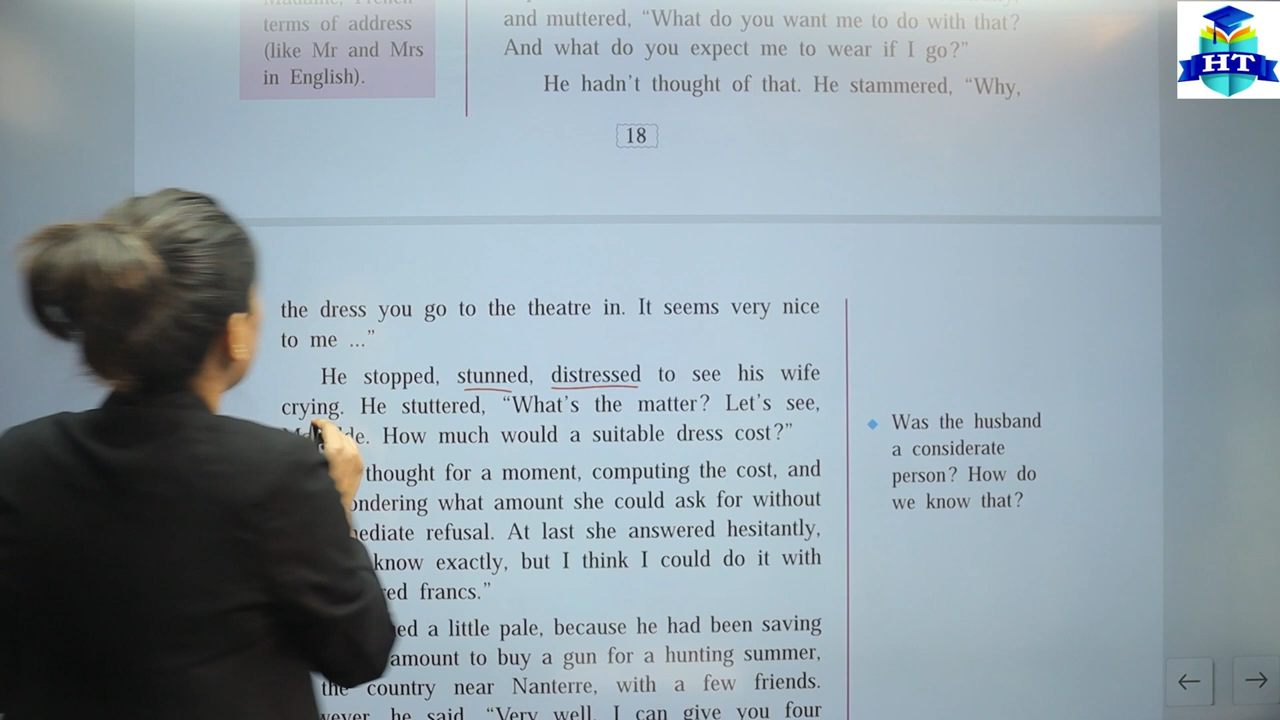 terms of address
(like Mr and Mrs
in English).
and muttered, “What do you want me to do with that?
And what do you expect me to wear if I go?”
He hadn’t thought of that. He stammered, “Why,
18
HT
the dress you go to the theatre in. It seems very nice
to me ...”
He stopped, stunned, distressed to see his wife
crying. He stuttered, “What’s the matter? Let’s see,
How much would a suitable dress cost?”
thought for a moment, computing the cost, and
what amount she could ask for without
refusal. At last she answered hesitantly,
know exactly, but I think I could do it with
francs.”
a little pale, because he had been saving
amount to buy a gun for a hunting summer,
the country near Nanterre, with a few friends.
he said, “Very well, I can give you four
Was the husband
a considerate
person? How do
we know that?